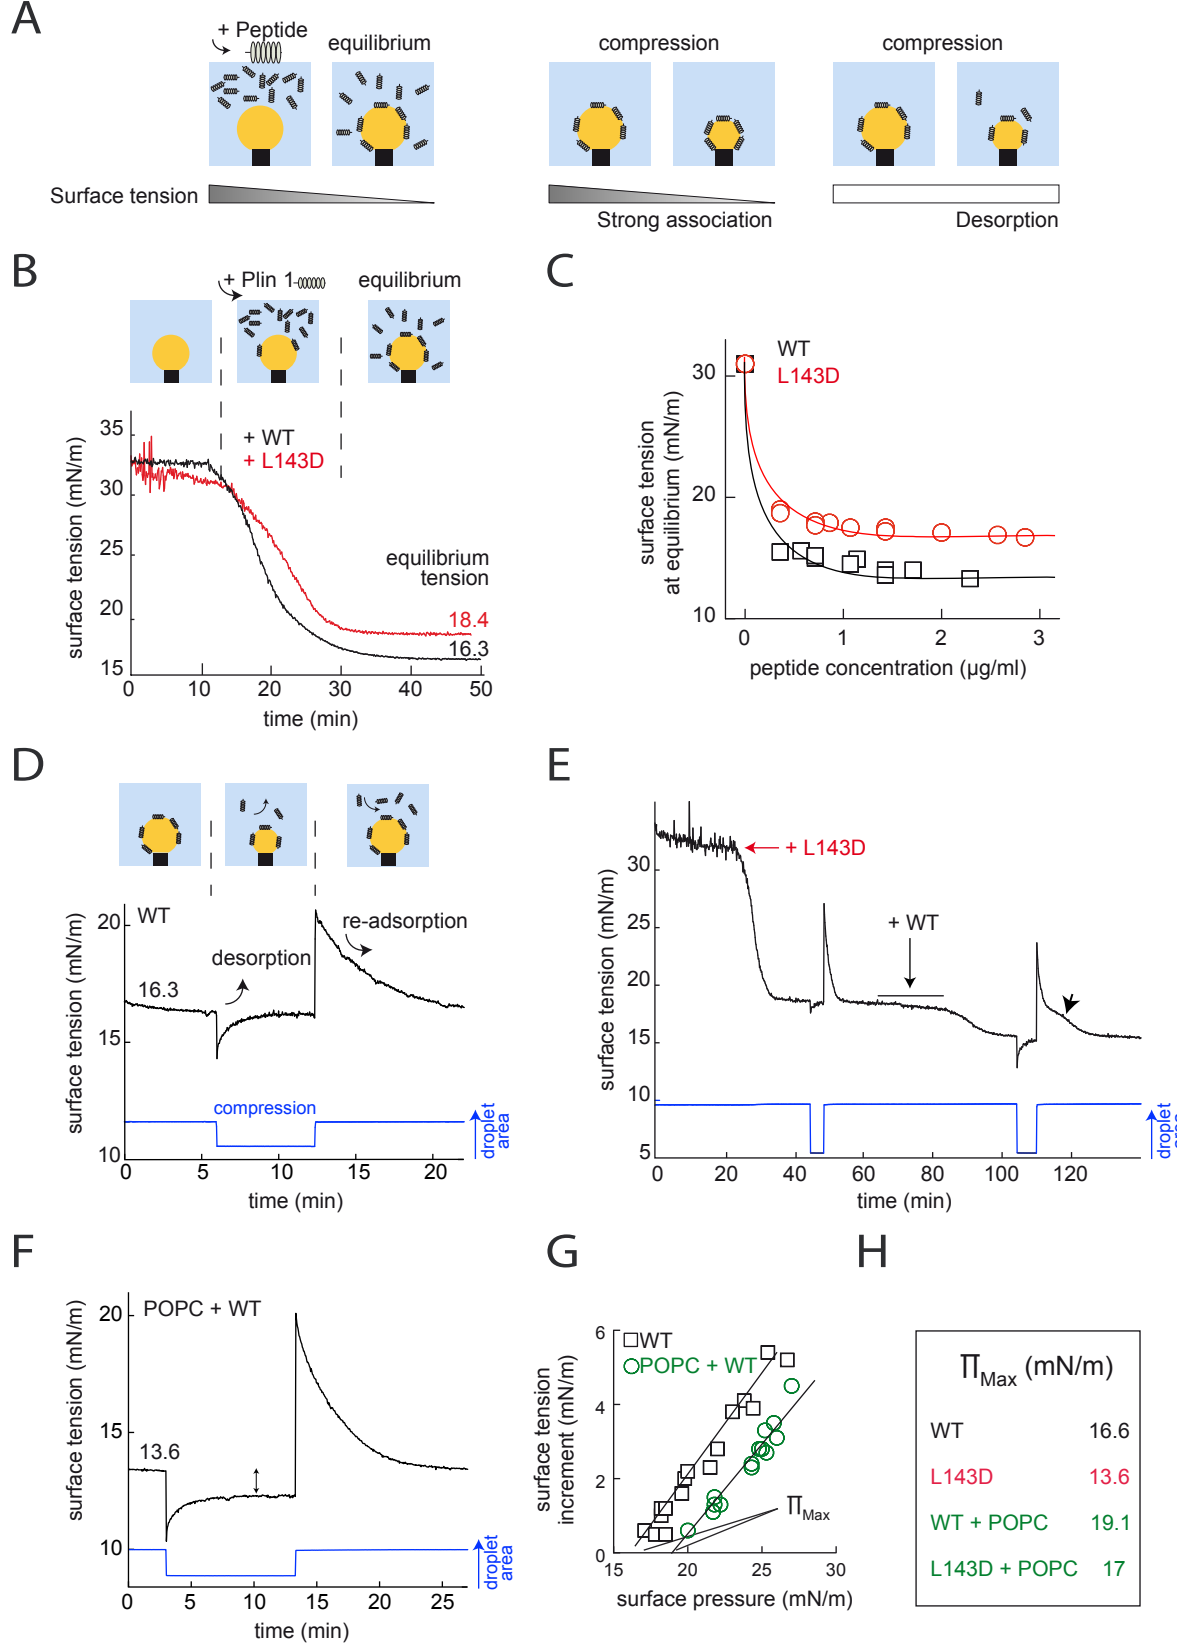 A
+ Peptide
equilibrium
compression
compression
Surface tension
Strong association
Desorption
B
+ Plin 1
equilibrium
+ WT
+ L143D
equilibrium
tension
18.4
16.3
35
30
25
20
15
surface tension (mN/m)
0
10
20
30
40
50
time (min)
C
WT
L143D
30
20
10
surface tension
at equilibrium (mN/m)
0
1
2
3
peptide concentration (µg/ml)
D
WT
16.3
desorption
re-adsorption
compression
20
15
10
surface tension (mN/m)
droplet
area
0
5
10
15
20
time (min)
E
+ L143D
+ WT
30
25
20
15
10
5
surface tension (mN/m)
droplet
0
20
40
60
80
100
120
time (min)
F
POPC + WT
13.6
20
15
10
surface tension (mN/m)
droplet
area
0
5
10
15
20
25
time (min)
G
WT
POPC + WT
6
4
2
0
surface tension
increment (mN/m)
∏Max
15
20
25
30
surface pressure (mN/m)
H
∏Max (mN/m)
WT 16.6
L143D 13.6
WT + POPC 19.1
L143D + POPC 17